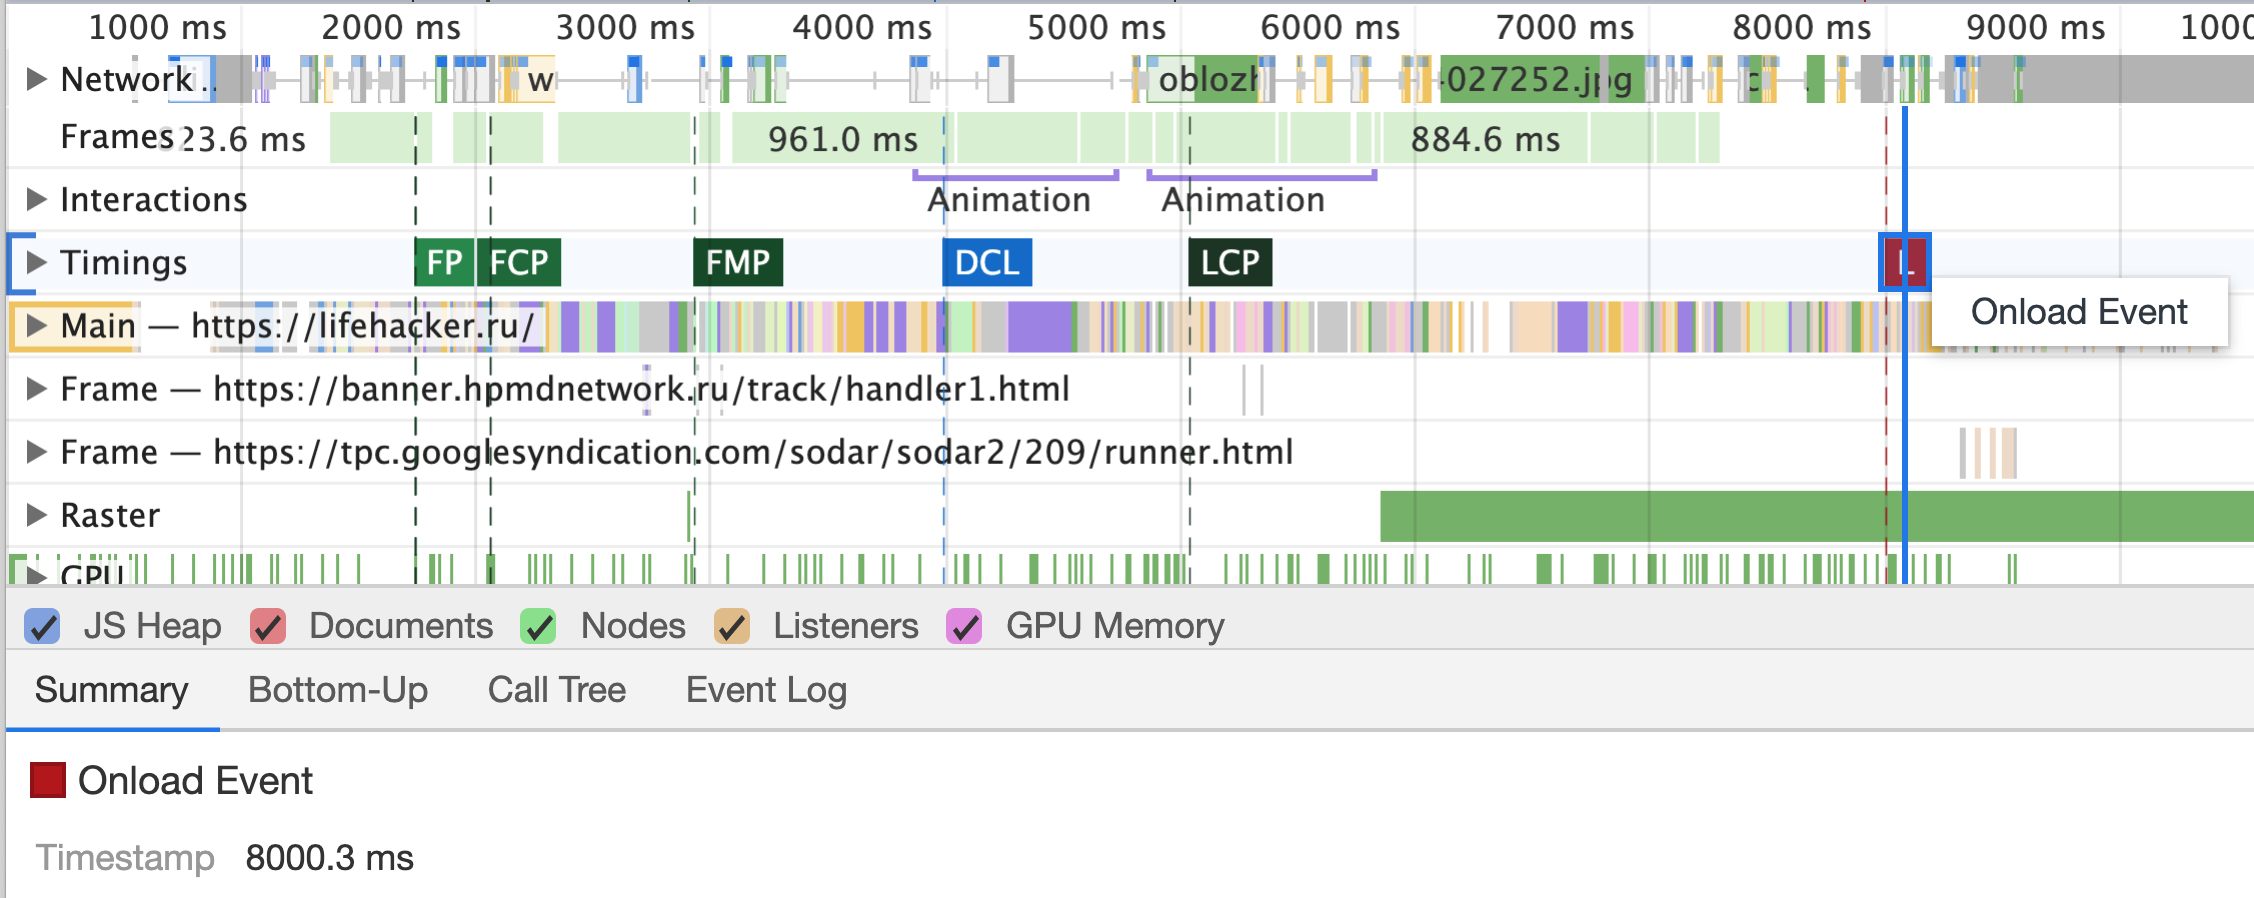 1000 ms 2000 ms 3000 ms 4000 ms 5000 ms 6000 ms 7000 ms 8000 ms 9000 ms 1000
Network .. w oblozh -027252.jpg c
Frames 23.6 ms 961.0 ms 884.6 ms
Interactions Animation Animation
Timings FP FCP FMP DCL LCP L
Main — https://lifehacker.ru/
Onload Event
Frame — https://banner.hpmdnetwork.ru/track/handler1.html
Frame — https://tpc.googlesyndication.com/sodar/sodar2/209/runner.html
Raster
GPU
JS Heap Documents Nodes Listeners GPU Memory
Summary Bottom-Up Call Tree Event Log
Onload Event
Timestamp 8000.3 ms